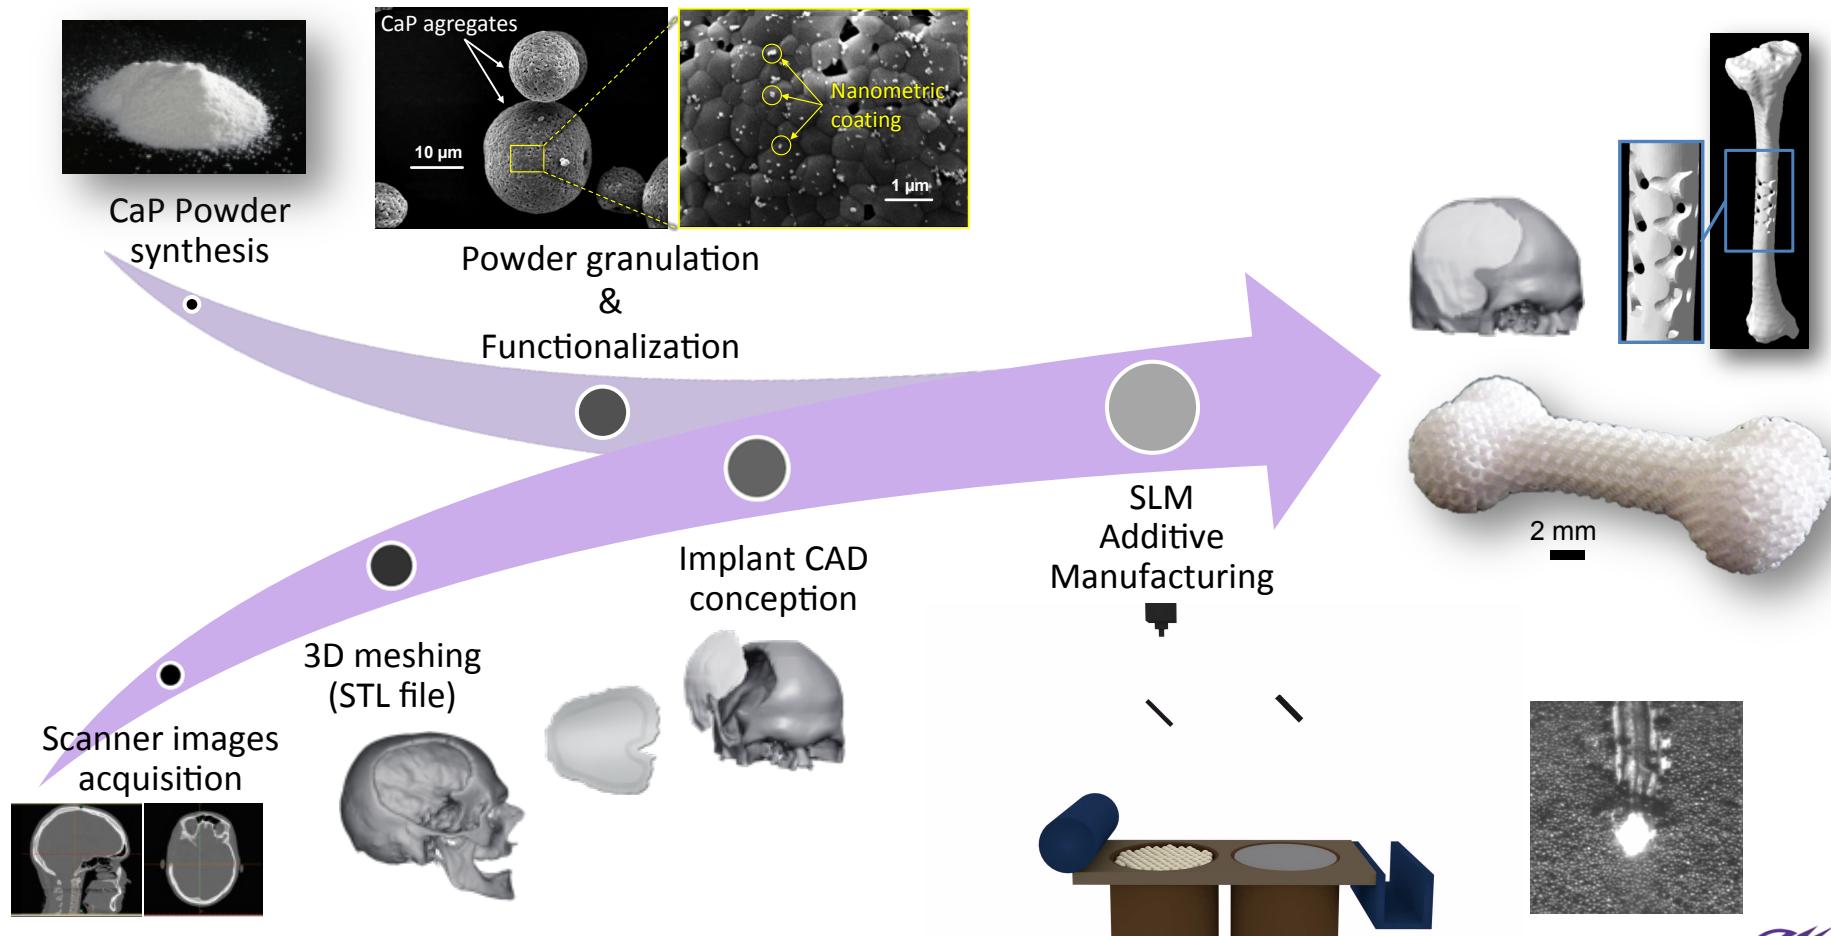 CaP agregates
10 µm
Nanometric
coating
1 µm
CaP Powder
synthesis
Powder granulation
&
Functionalization
SLM
Additive
Manufacturing
2 mm
Implant CAD
conception
3D meshing
(STL file)
Scanner images
acquisition